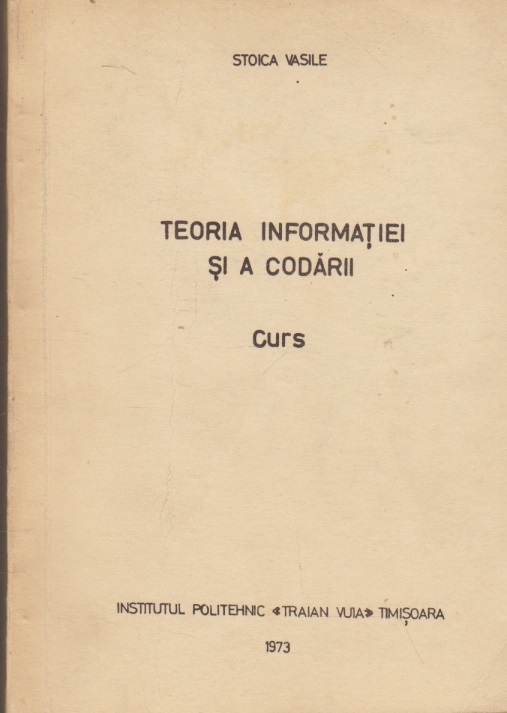 STOICA VASILE
TEORIA INFORMAȚIEI
ȘI A CODĂRII
Curs
INSTITUTUL POLITEHNIC «TRAIAN VUIA» TIMIȘOARA
1973